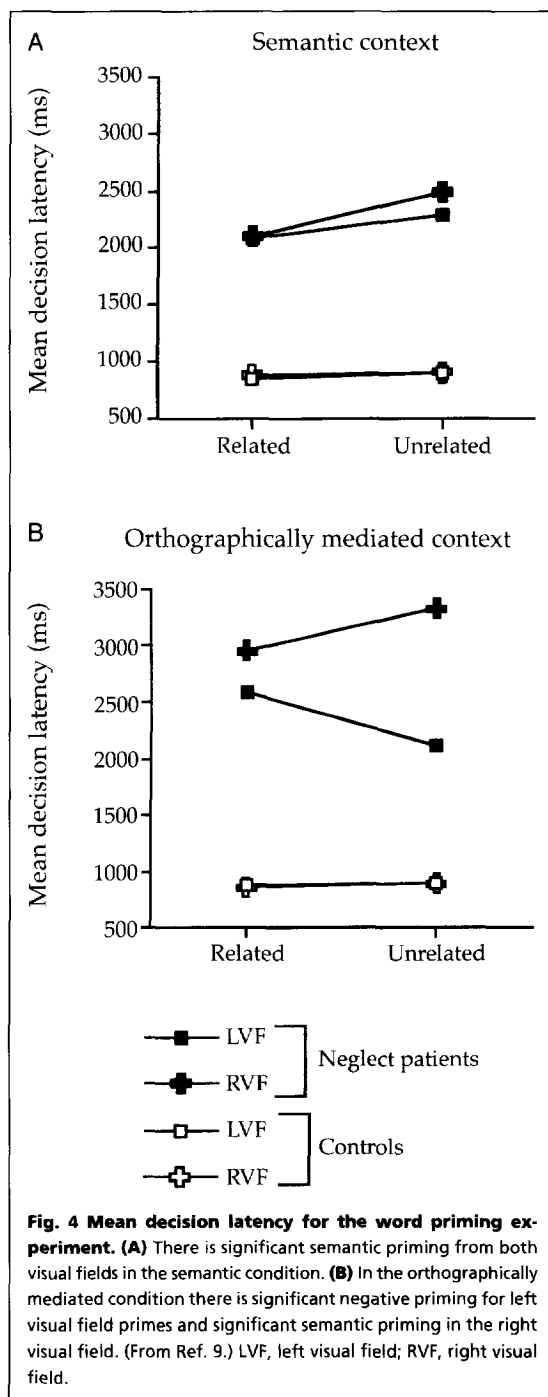 A Semantic context
3500
3000
2500
2000
1500
1000
500
Mean decision latency (ms)
Related Unrelated
B Orthographically mediated context
3500
3000
2500
2000
1500
1000
500
Mean decision latency (ms)
Related Unrelated
LVF
RVF
Neglect patients
LVF
RVF
Controls
Fig. 4 Mean decision latency for the word priming ex-
periment. (A) There is significant semantic priming from both
visual fields in the semantic condition. (B) In the orthographically
mediated condition there is significant negative priming for left
visual field primes and significant semantic priming in the right
visual field. (From Ref. 9.) LVF, left visual field; RVF, right visual
field.